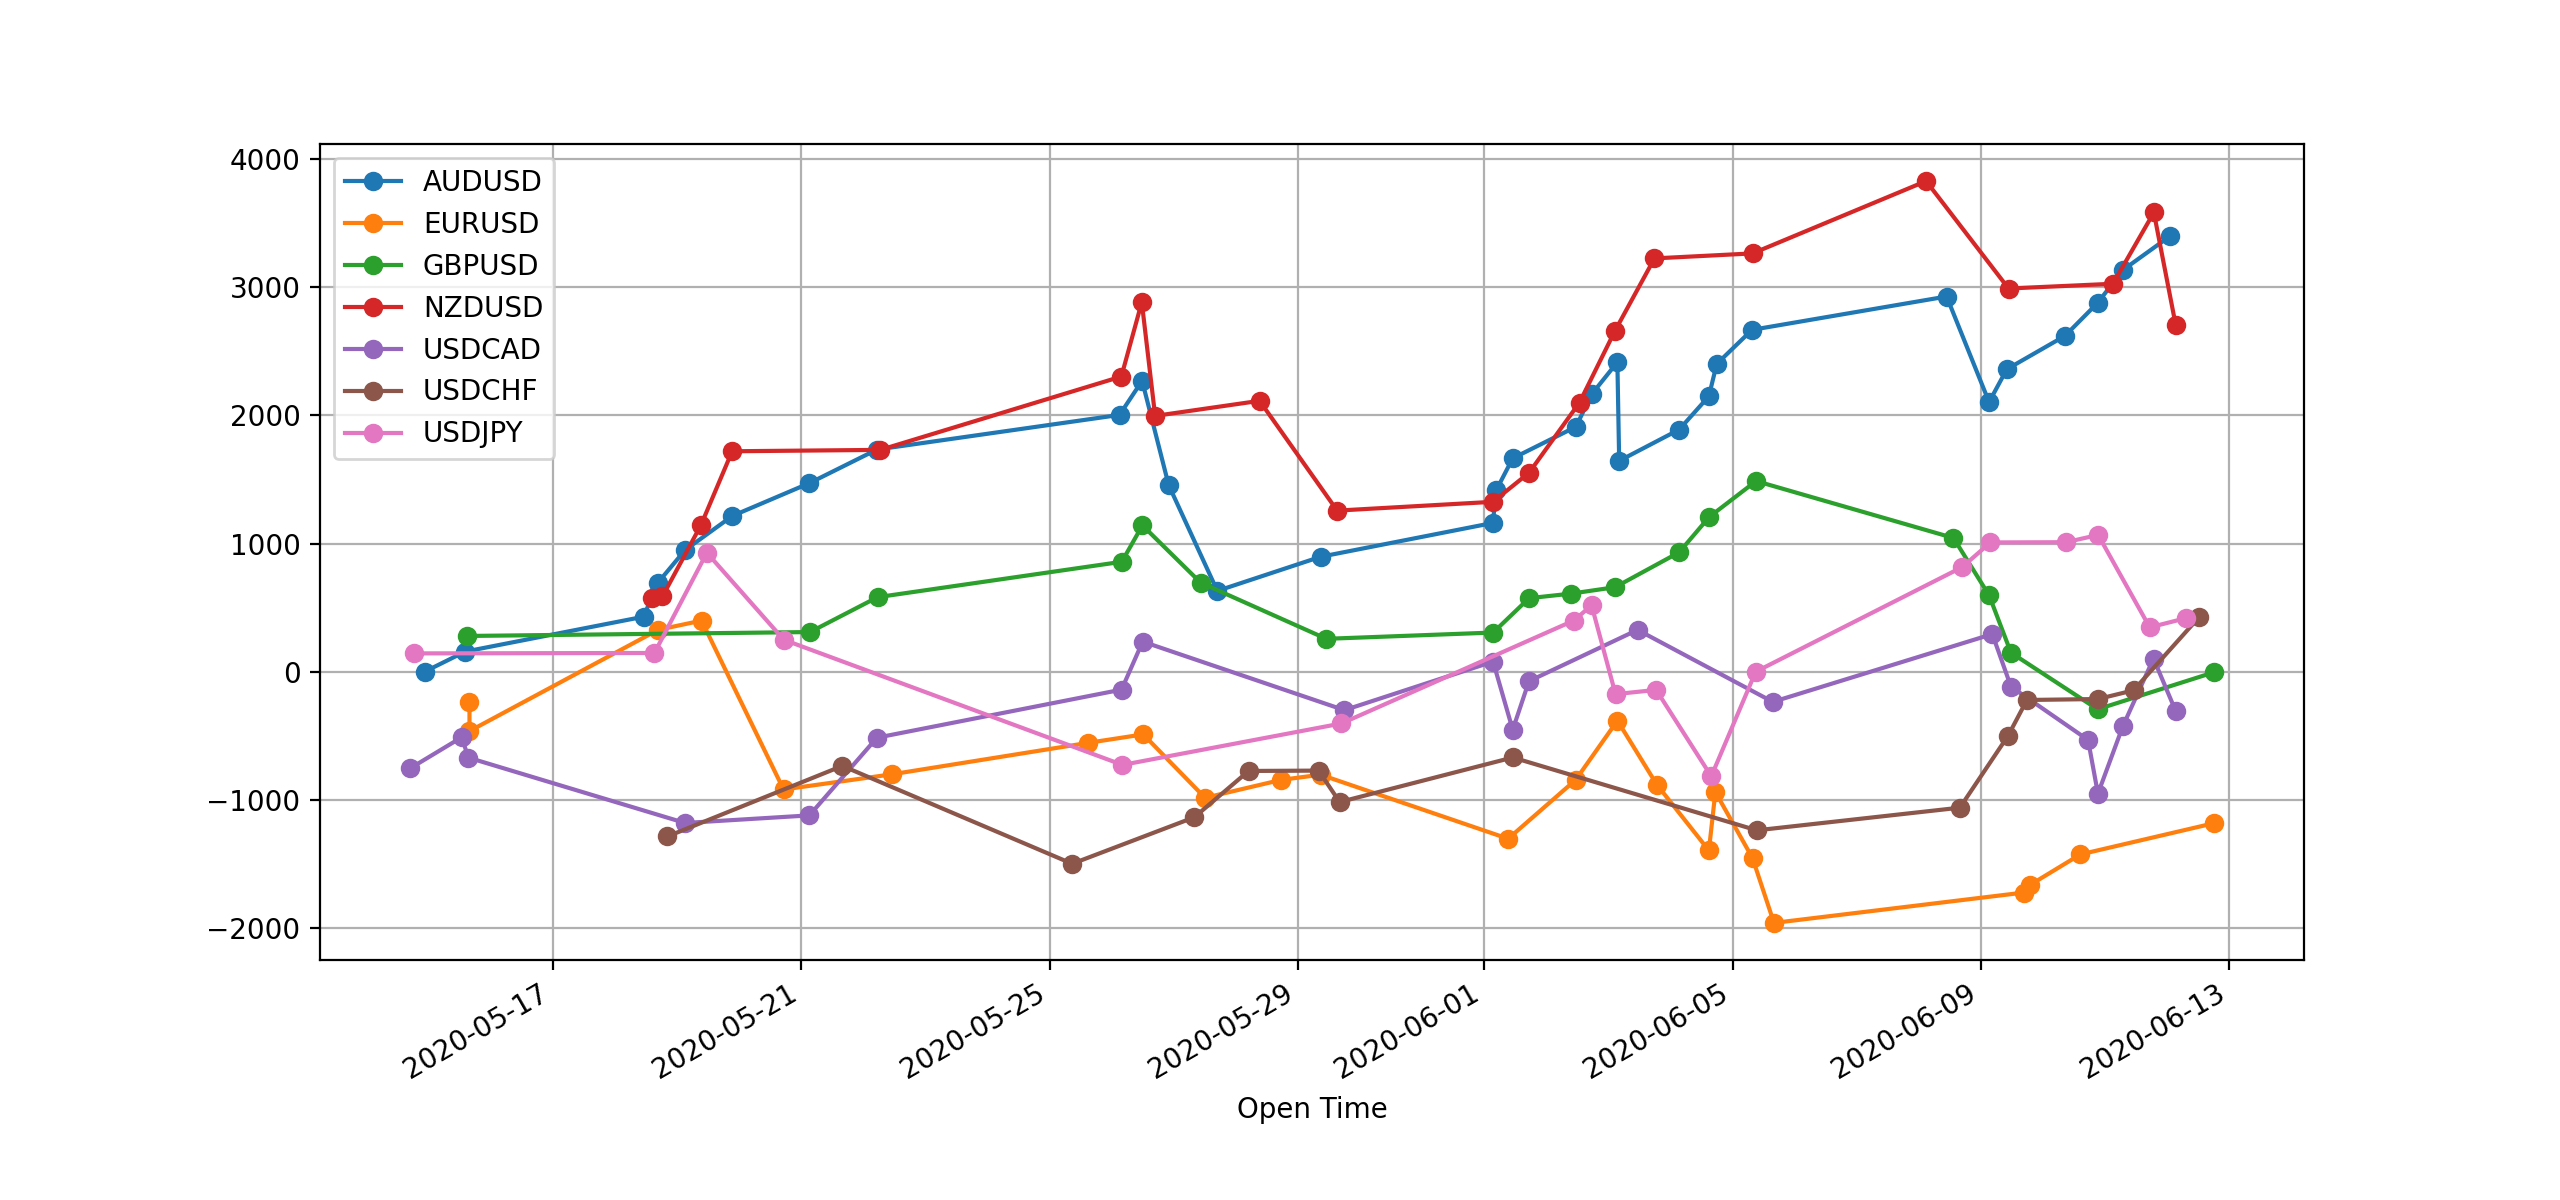 4000
3000
2000
1000
0
−1000
−2000
AUDUSD
EURUSD
GBPUSD
NZDUSD
USDCAD
USDCHF
USDJPY
2020-05-17
2020-05-21
2020-05-25
2020-05-29
2020-06-01
2020-06-05
2020-06-09
2020-06-13
Open Time